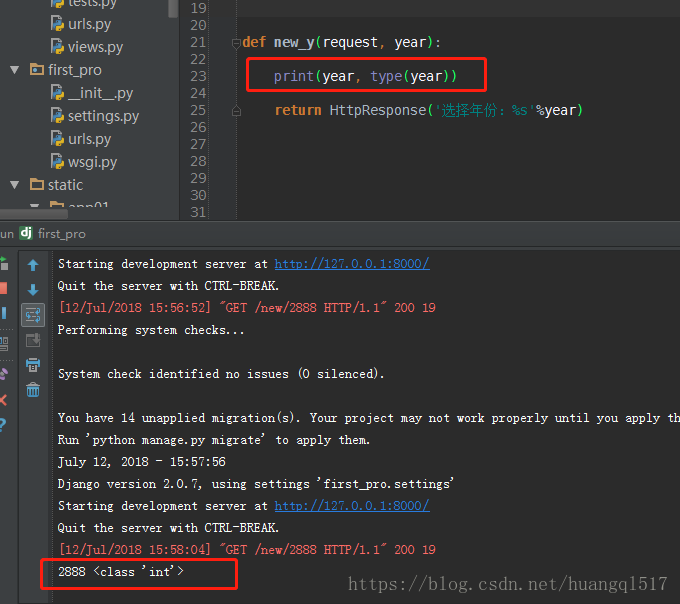 tests.py
urls.py
views.py
first_pro
__init__.py
settings.py
urls.py
wsgi.py
static
19
20
21 def new_y(request, year):
22
23 print(year, type(year))
24
25 return HttpResponse('选择年份：%s'%year)
26
27
28
29
30
31
un dj first_pro
Starting development server at http://127.0.0.1:8000/
Quit the server with CTRL-BREAK.
[12/Jul/2018 15:56:52] "GET /new/2888 HTTP/1.1" 200 19
Performing system checks...
System check identified no issues (0 silenced).
You have 14 unapplied migration(s). Your project may not work properly until you apply th
Run 'python manage.py migrate' to apply them.
July 12, 2018 - 15:57:56
Django version 2.0.7, using settings 'first_pro.settings'
Starting development server at http://127.0.0.1:8000/
Quit the server with CTRL-BREAK.
[12/Jul/2018 15:58:04] "GET /new/2888 HTTP/1.1" 200 19
2888 <class 'int'>
https://blog.csdn.net/huangql517